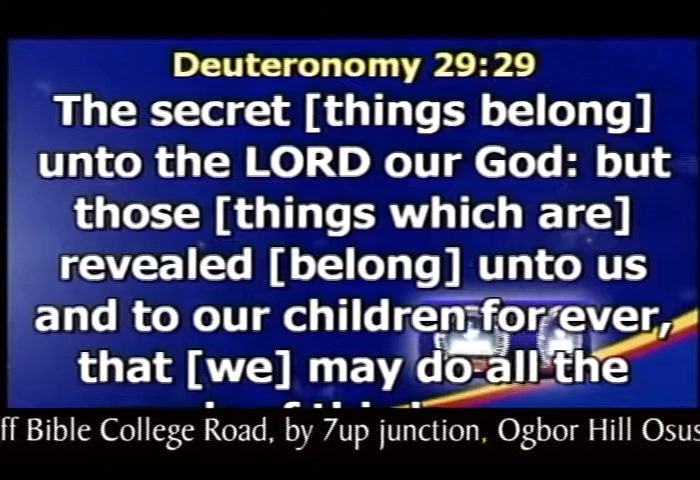 Deuteronomy 29:29
The secret [things belong]
unto the LORD our God: but
those [things which are]
revealed [belong] unto us
and to our children for ever,
that [we] may do all the
ff Bible College Road, by 7up junction, Ogbor Hill Osus